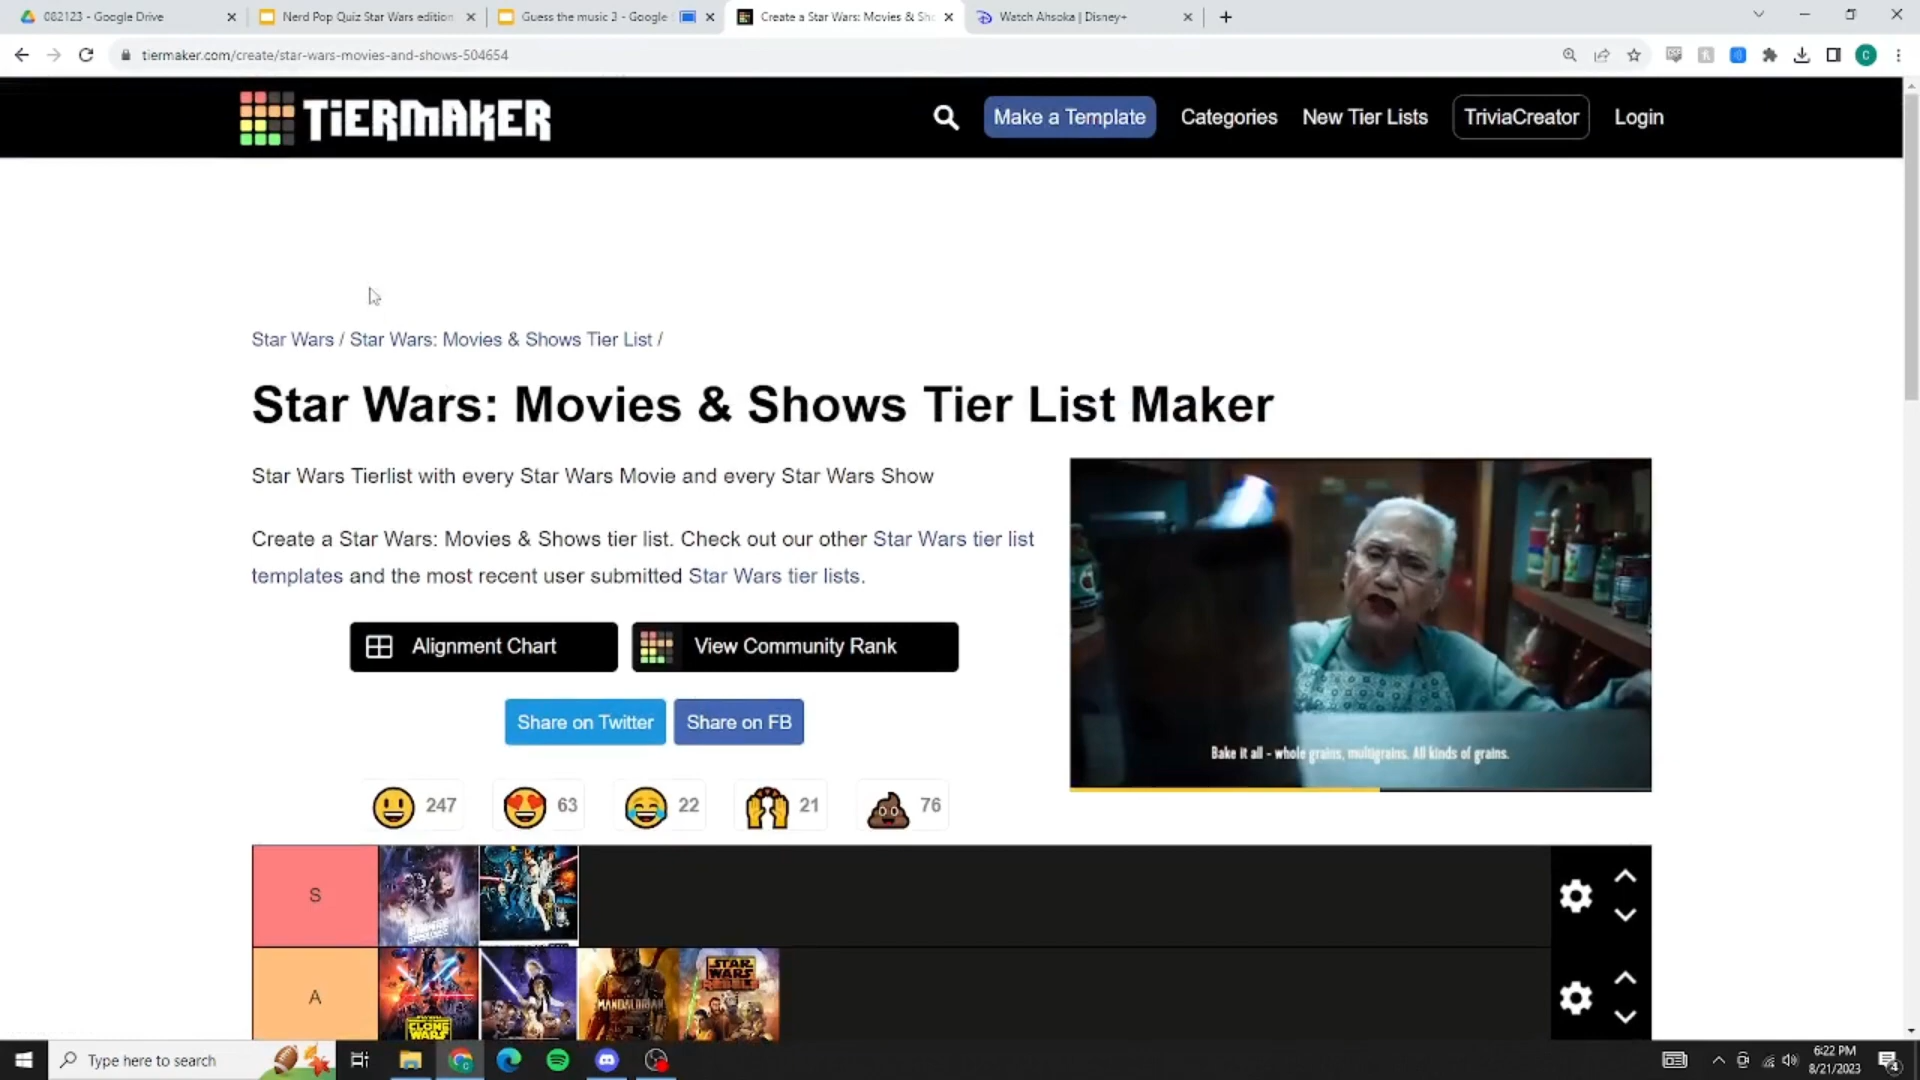 082123 - Google Drive
Nerd Pop Quiz Star Wars edition
Guess the music 3 - Google
Create a Star Wars: Movies & Sho
Watch Ahsoka | Disney+
tiermaker.com/create/star-wars-movies-and-shows-504654
C
TiERMAKER
Make a Template
Categories
New Tier Lists
TriviaCreator
Login
Star Wars / Star Wars: Movies & Shows Tier List /
Star Wars: Movies & Shows Tier List Maker
Star Wars Tierlist with every Star Wars Movie and every Star Wars Show
Create a Star Wars: Movies & Shows tier list. Check out our other Star Wars tier list
templates and the most recent user submitted Star Wars tier lists.
Alignment Chart
View Community Rank
Share on Twitter
Share on FB
Bake it all - whole grains, multigrains. All kinds of grains.
247
63
22
21
76
S
A
CLONE
WARS
MANDALORIAN
STAR
WARS
REBELS
Type here to search
6:22 PM
8/21/2023
4